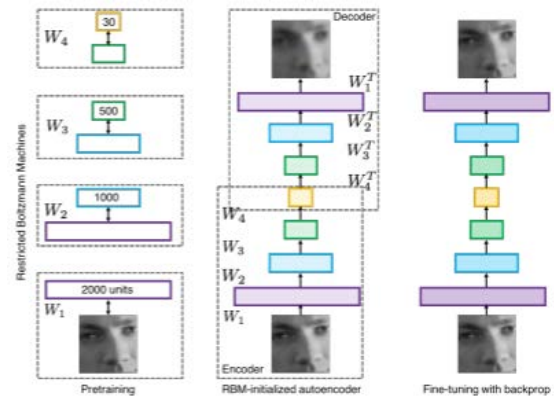 Restricted Boltzmann Machines
30
W₄
500
W₃
1000
W₂
2000 units
W₁
Pretraining
Decoder
W₁ᵀ
W₂ᵀ
W₃ᵀ
W₄ᵀ
W₄
W₃
W₂
W₁
Encoder
RBM-initialized autoencoder
Fine-tuning with backprop